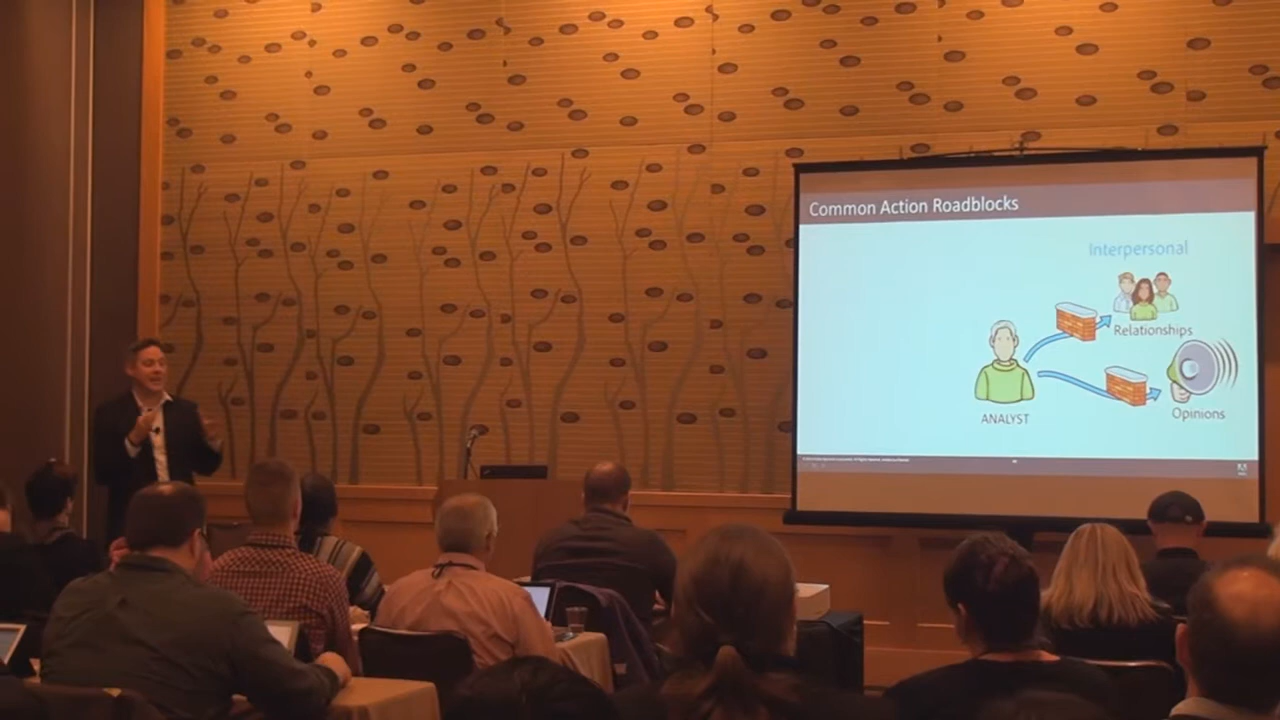 Common Action Roadblocks
Interpersonal
Relationships
ANALYST
Opinions